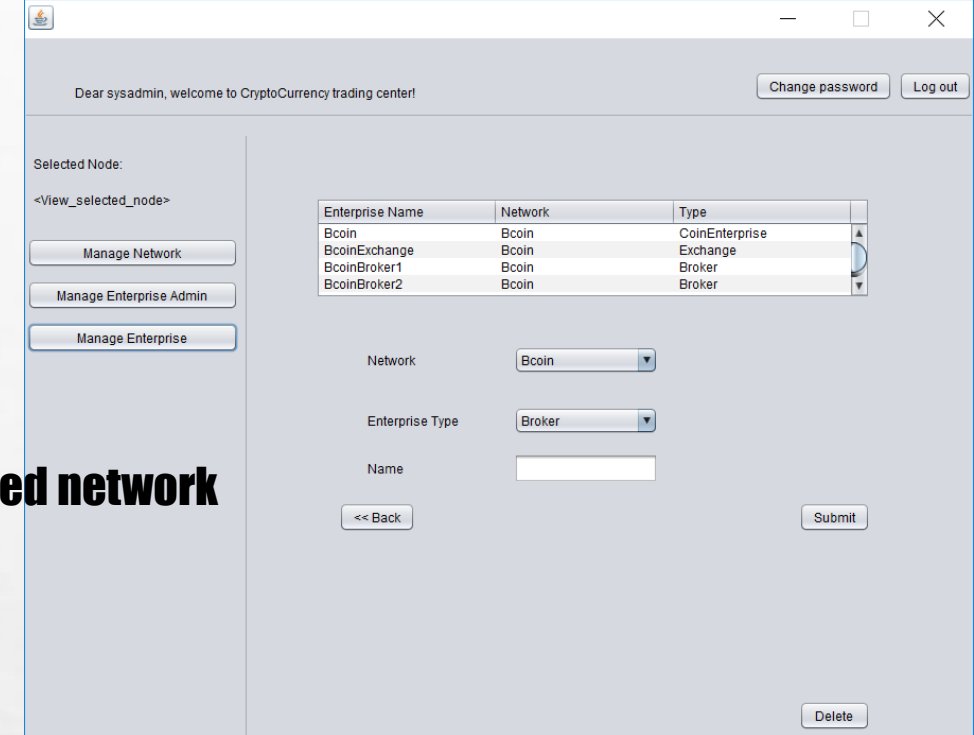 Dear sysadmin, welcome to CryptoCurrency trading center!
Change password
Log out
Selected Node:
<View_selected_node>
Manage Network
Manage Enterprise Admin
Manage Enterprise
Enterprise Name Network Type
Bcoin Bcoin CoinEnterprise
BcoinExchange Bcoin Exchange
BcoinBroker1 Bcoin Broker
BcoinBroker2 Bcoin Broker
Network Bcoin
Enterprise Type Broker
Name
ed network
<< Back
Submit
Delete